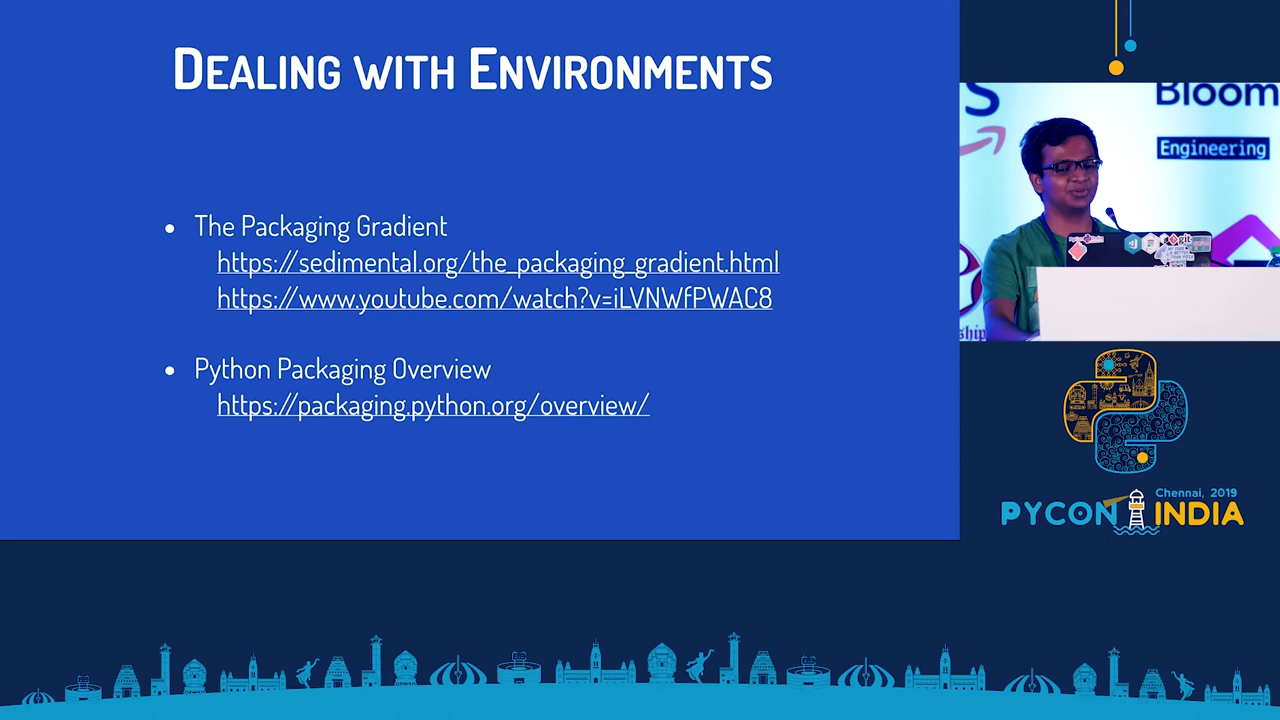 DEALING WITH ENVIRONMENTS
• The Packaging Gradient
https://sedimental.org/the_packaging_gradient.html
https://www.youtube.com/watch?v=iLVNWfPWAC8
• Python Packaging Overview
https://packaging.python.org/overview/
Bloom
Engineering
git
Chennai, 2019
PYCON INDIA